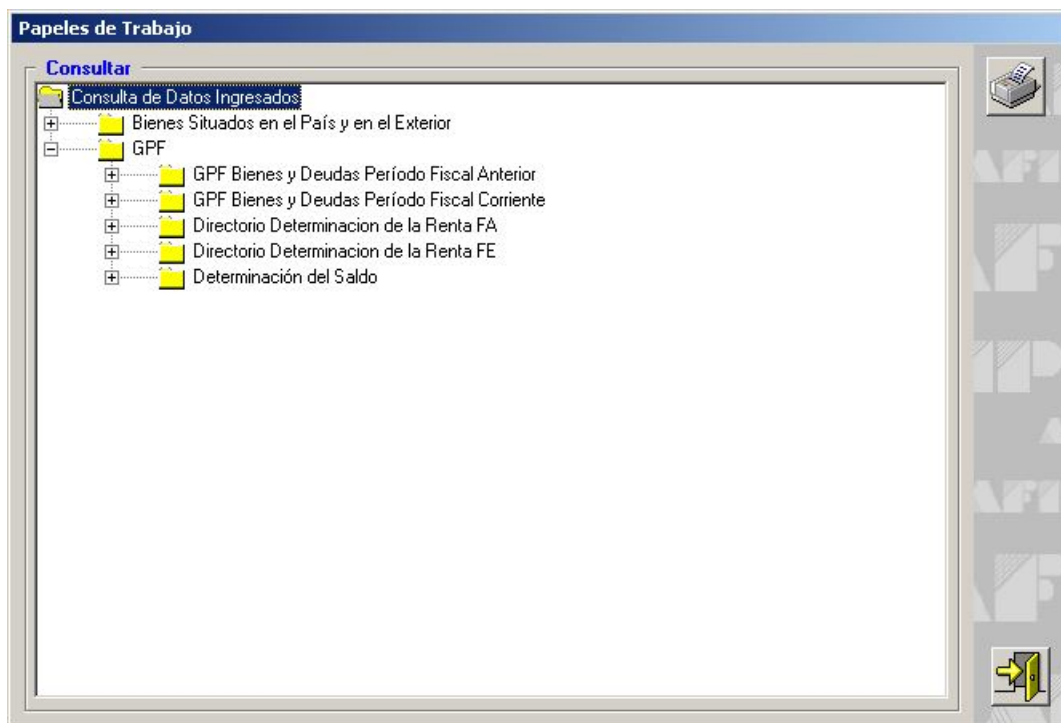 Papeles de Trabajo
Consultar
Consulta de Datos Ingresados
Bienes Situados en el País y en el Exterior
GPF
GPF Bienes y Deudas Período Fiscal Anterior
GPF Bienes y Deudas Período Fiscal Corriente
Directorio Determinacion de la Renta FA
Directorio Determinacion de la Renta FE
Determinación del Saldo